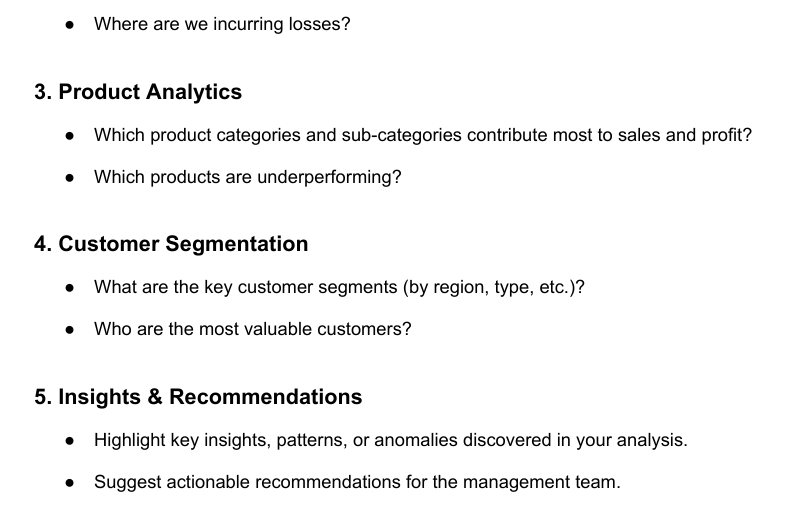 ● Where are we incurring losses?
3. Product Analytics
● Which product categories and sub-categories contribute most to sales and profit?
● Which products are underperforming?
4. Customer Segmentation
● What are the key customer segments (by region, type, etc.)?
● Who are the most valuable customers?
5. Insights & Recommendations
● Highlight key insights, patterns, or anomalies discovered in your analysis.
● Suggest actionable recommendations for the management team.